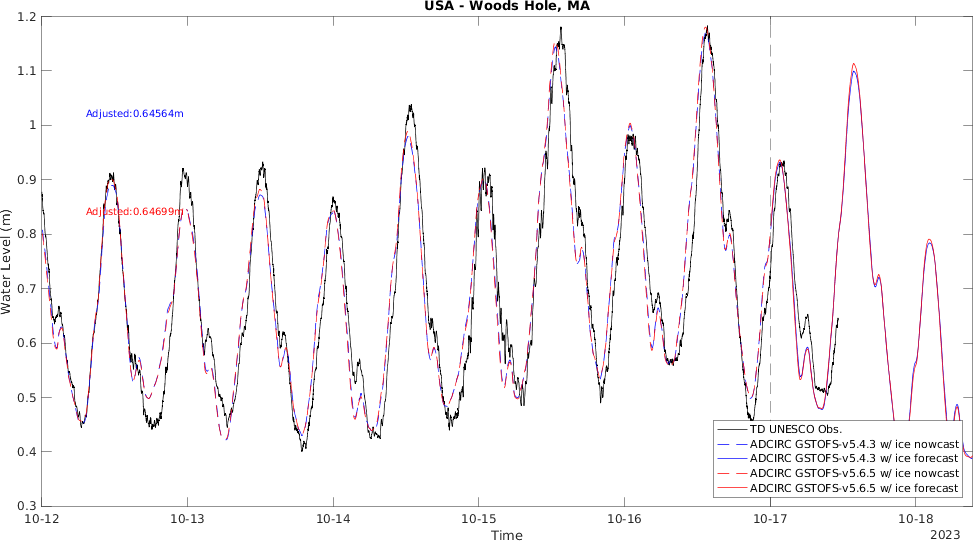 USA - Woods Hole, MA
1.2
1.1
1
0.9
0.8
0.7
0.6
0.5
0.4
0.3
Water Level (m)
Adjusted:0.64564m
Adjusted:0.64699m
TD UNESCO Obs.
ADCIRC GSTOFS-v5.4.3 w/ ice nowcast
ADCIRC GSTOFS-v5.4.3 w/ ice forecast
ADCIRC GSTOFS-v5.6.5 w/ ice nowcast
ADCIRC GSTOFS-v5.6.5 w/ ice forecast
10-12 10-13 10-14 10-15 10-16 10-17 10-18
Time
2023